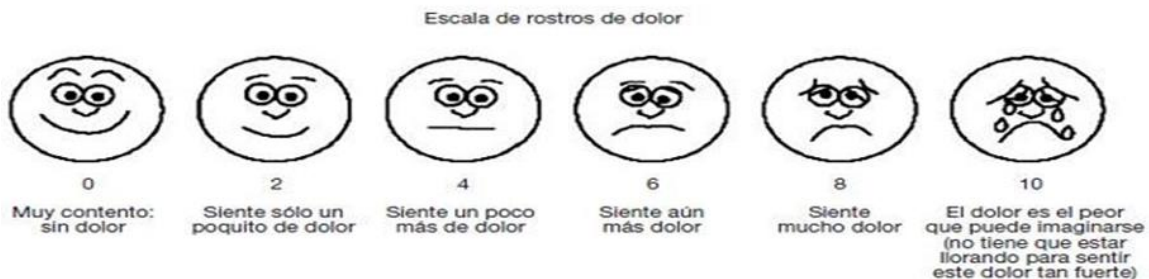 Escala de rostros de dolor
0
2
4
6
8
10
Muy contento:
sin dolor
Siente sólo un
poquito de dolor
Siente un poco
más de dolor
Siente aún
más dolor
Siente
mucho dolor
El dolor es el peor
que puede imaginarse
(no tiene que estar
llorando para sentir
este dolor tan fuerte)